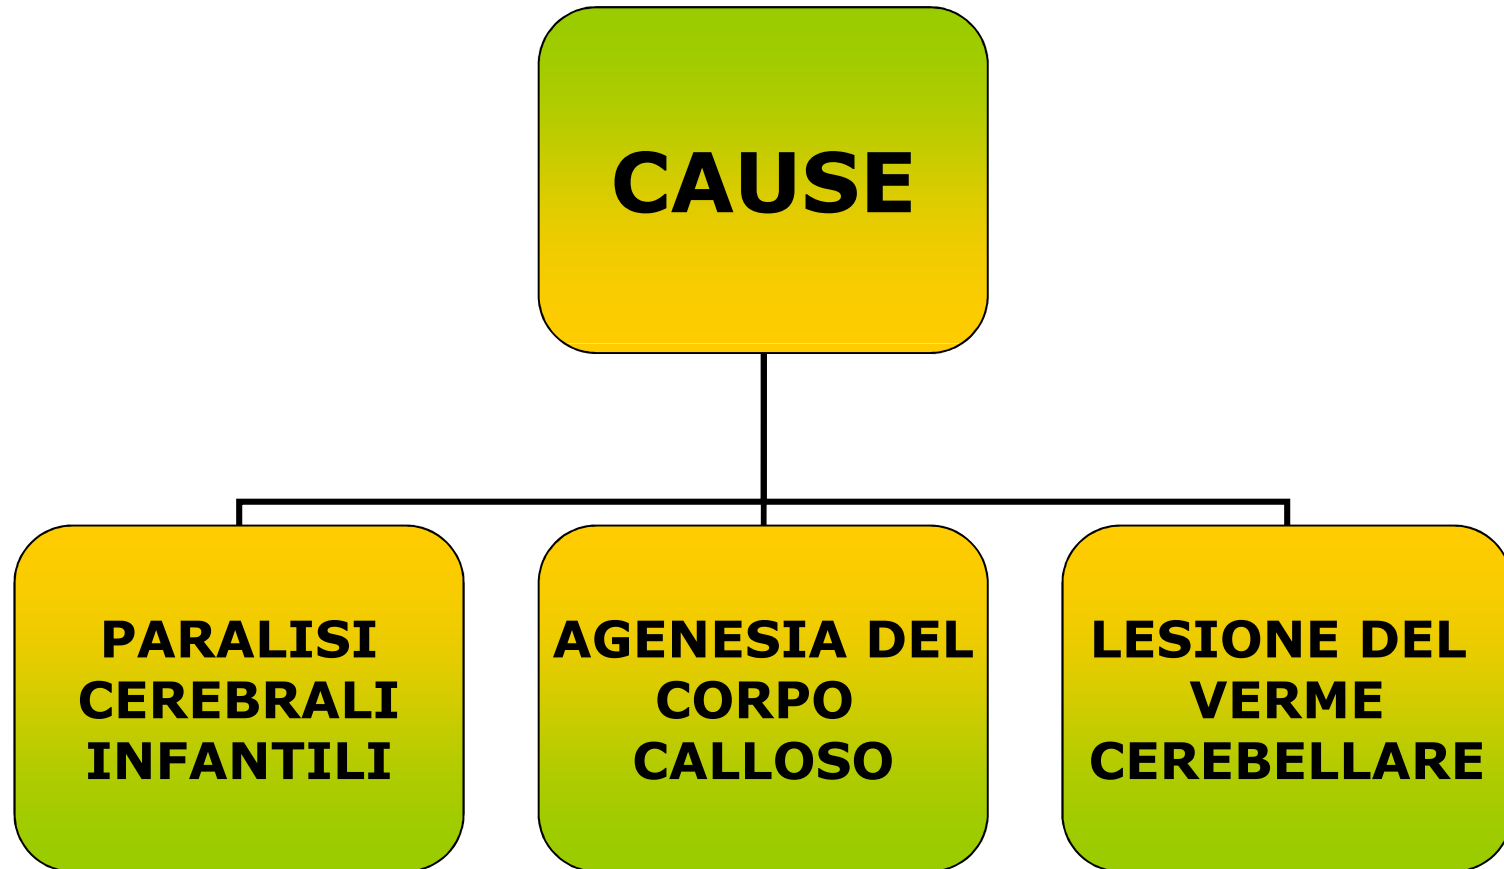 CAUSE
PARALISI
CEREBRALI
INFANTILI
AGENESIA DEL
CORPO
CALLOSO
LESIONE DEL
VERME
CEREBELLARE